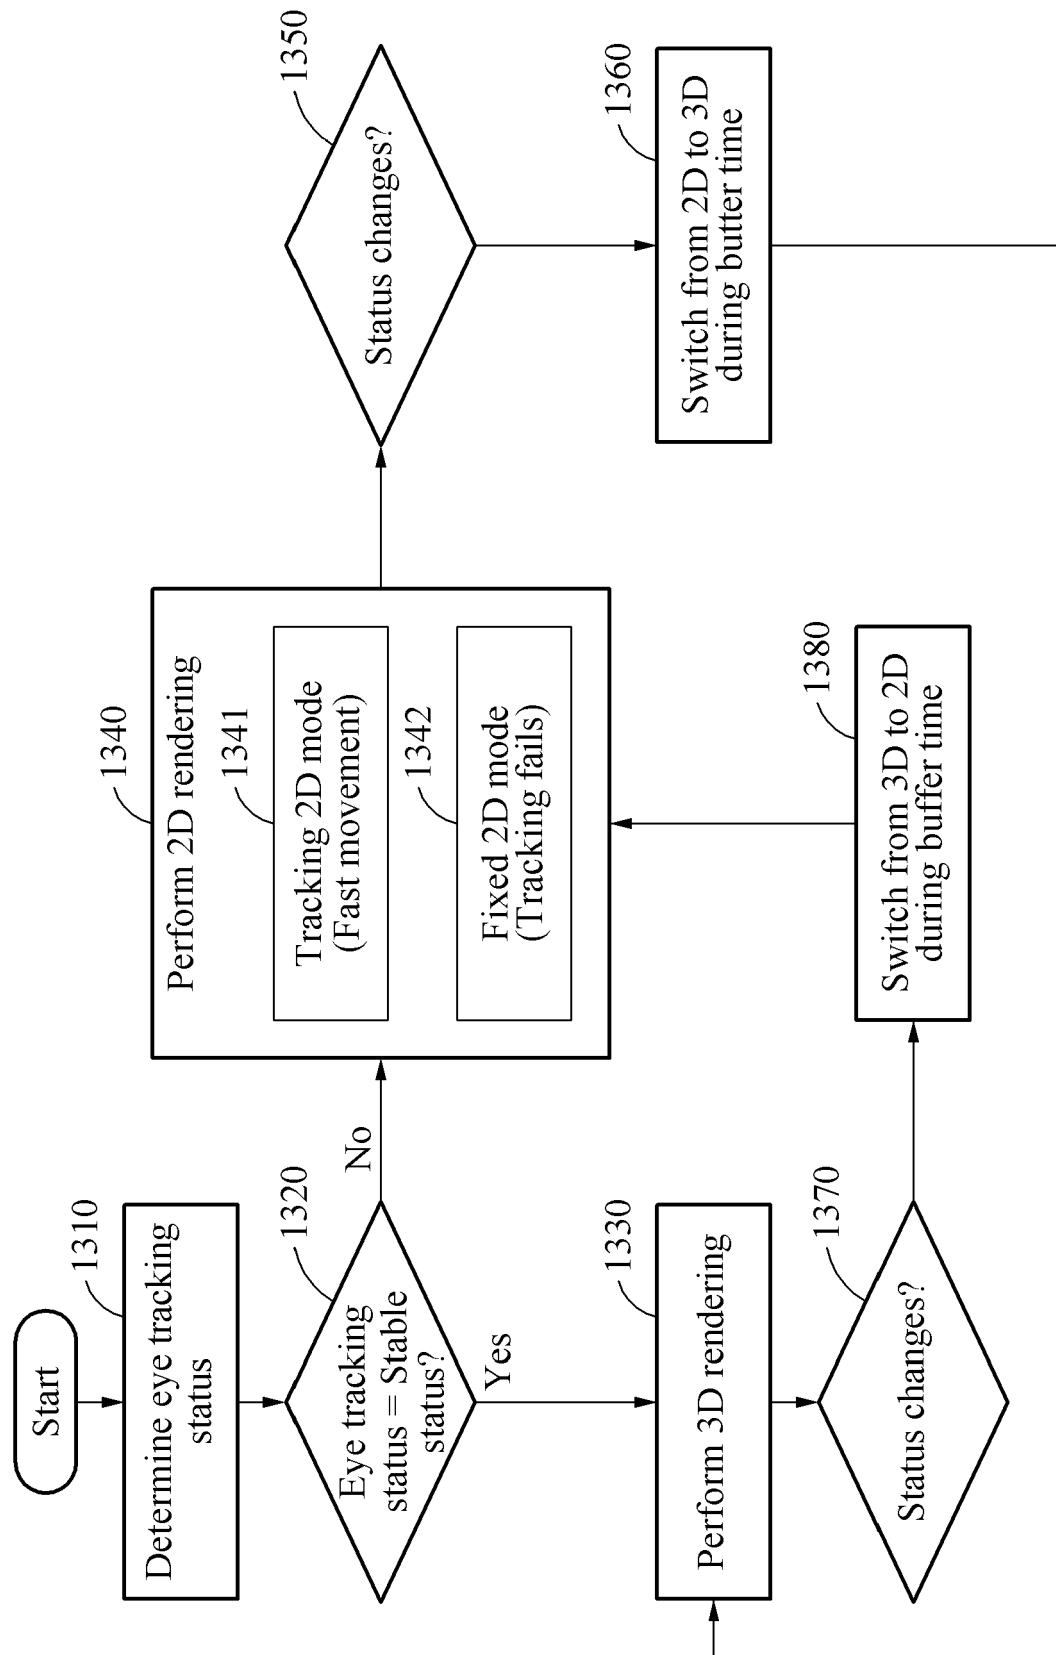 Start
1310
Determine eye tracking
status
1320
Eye tracking
status = Stable
status?
No
Yes
1330
Perform 3D rendering
1370
Status changes?
1340
Perform 2D rendering
1341
Tracking 2D mode
(Fast movement)
1342
Fixed 2D mode
(Tracking fails)
1380
Switch from 3D to 2D
during buffer time
1350
Status changes?
1360
Switch from 2D to 3D
during butter time